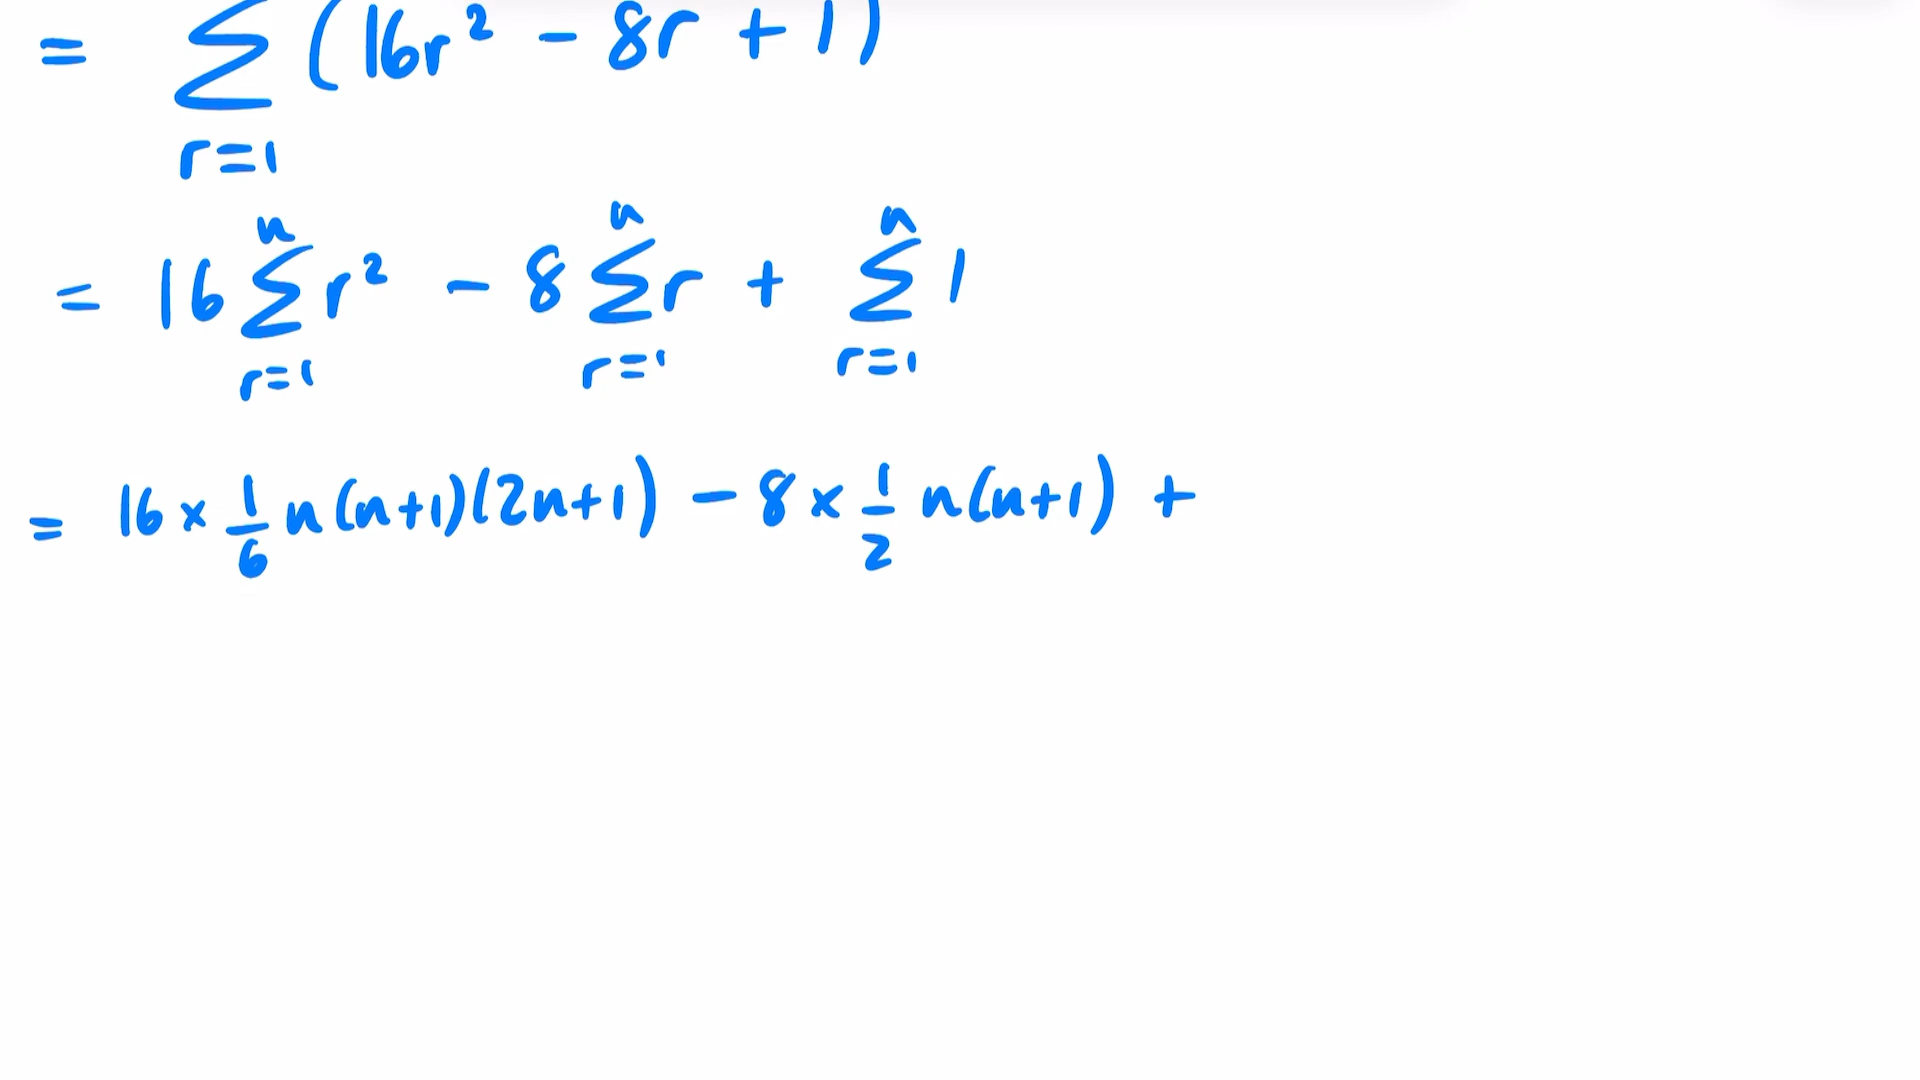 = ∑ (16r² - 8r + 1)
r=1
n n n
= 16 ∑ r² - 8 ∑ r + ∑ 1
r=1 r=1 r=1
= 16 × 1/6 n(n+1)(2n+1) - 8 × 1/2 n(n+1) +